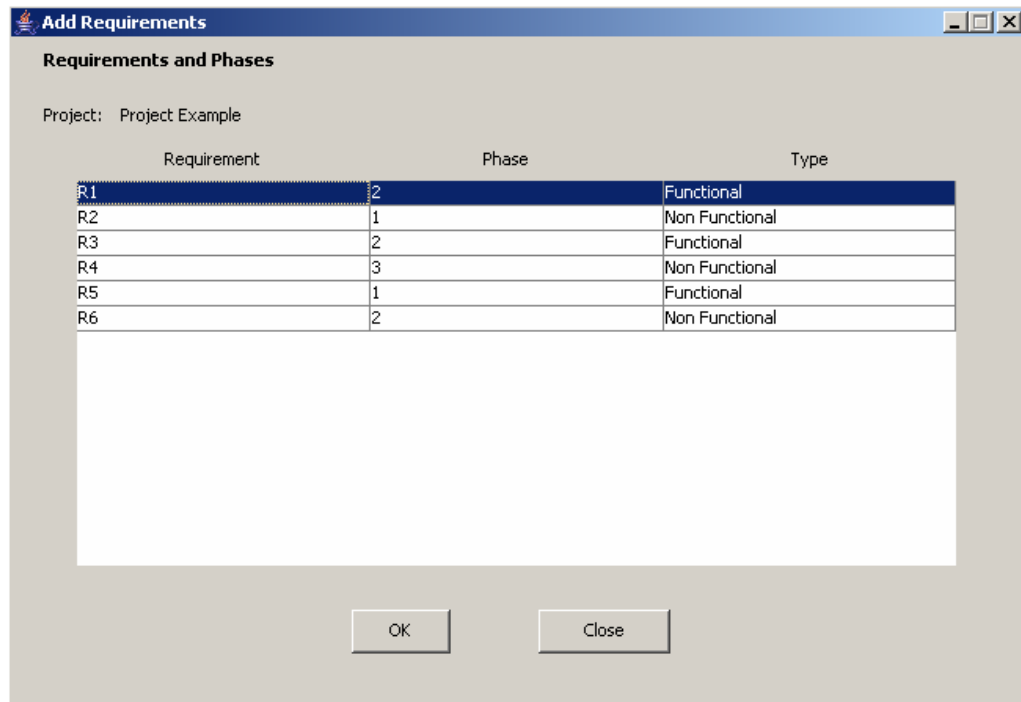 Add Requirements
Requirements and Phases
Project: Project Example
Requirement Phase Type
R1 2 Functional
R2 1 Non Functional
R3 2 Functional
R4 3 Non Functional
R5 1 Functional
R6 2 Non Functional
OK Close